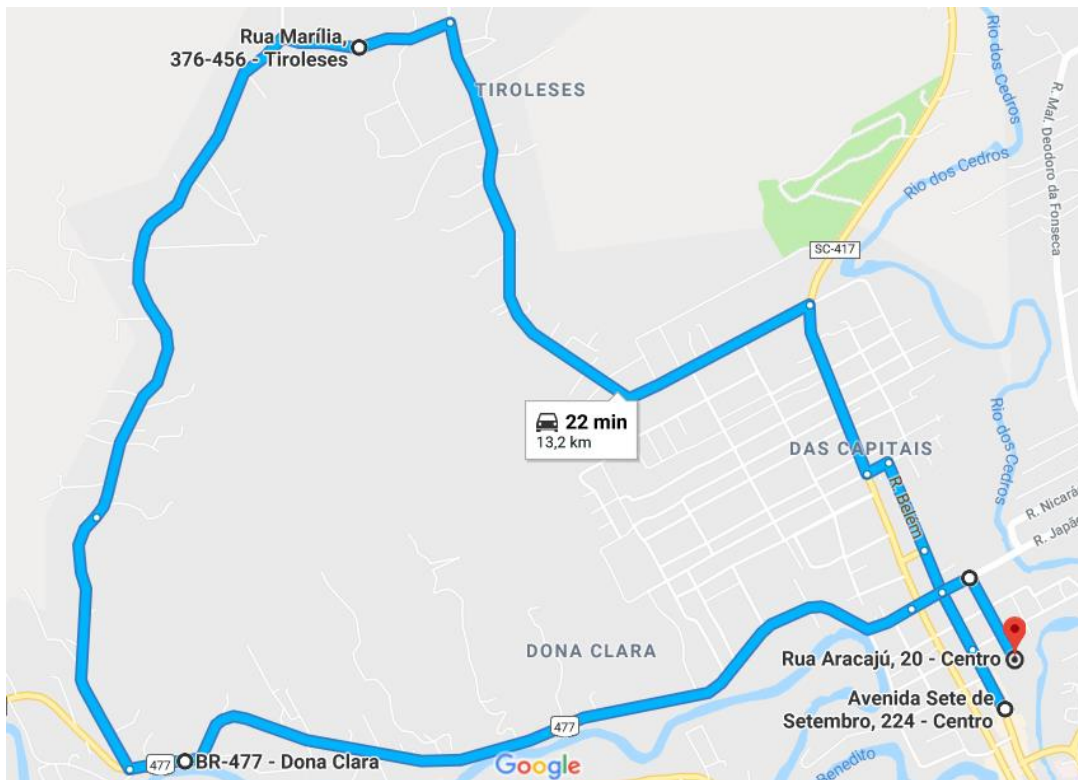 Rua Marília,
376-456 - Tiroleses
TIROLESES
Rio dos Cedros
R. Mal. Deodoro da Fonseca
Rio dos Cedros
SC-417
22 min
13,2 km
DAS CAPITAIS
R. Belém
Rio dos Cedros
R. Nicará
R. Japã
DONA CLARA
Rua Aracajú, 20 - Centro
Avenida Sete de
Setembro, 224 - Centro
477
477
BR-477 - Dona Clara
Google
Benedito